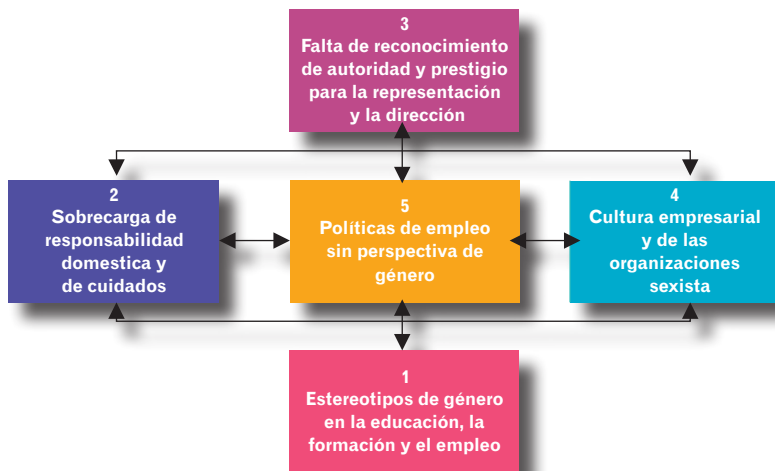 3
Falta de reconocimiento
de autoridad y prestigio
para la representación
y la dirección
2
Sobrecarga de
responsabilidad
domestica y
de cuidados
5
Políticas de empleo
sin perspectiva de
género
4
Cultura empresarial
y de las
organizaciones
sexista
1
Estereotipos de género
en la educación, la
formación y el empleo